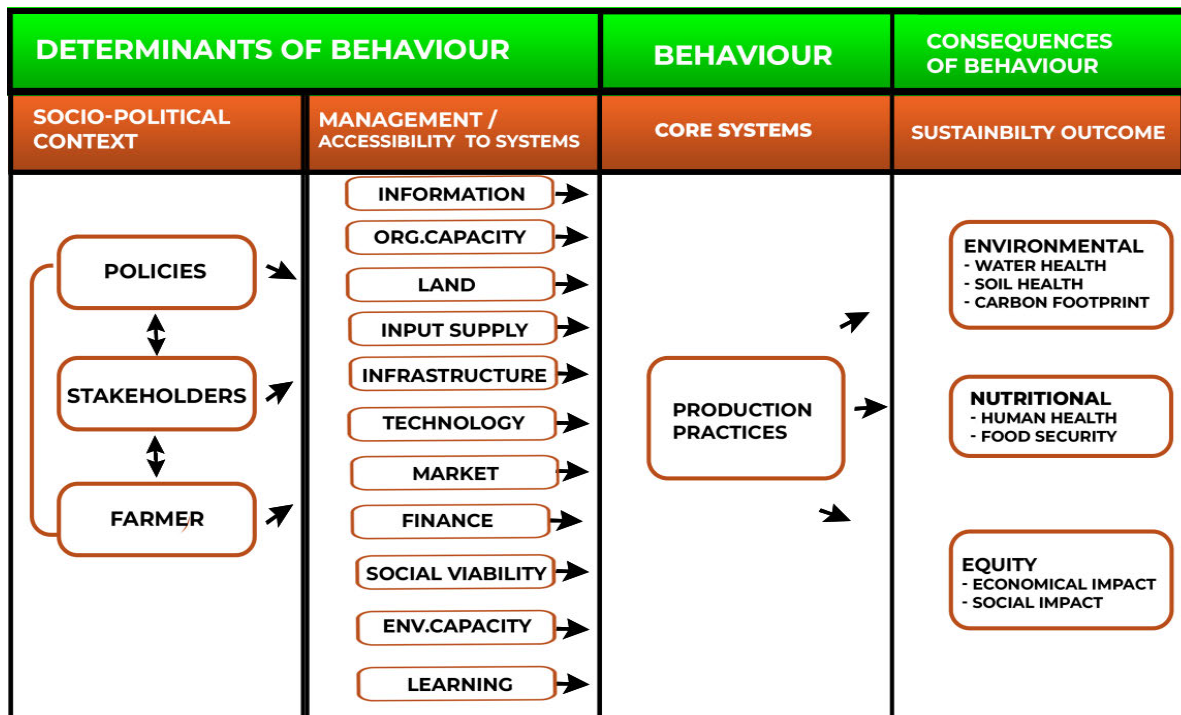 DETERMINANTS OF BEHAVIOUR
BEHAVIOUR
CONSEQUENCES
OF BEHAVIOUR
SOCIO-POLITICAL
CONTEXT
MANAGEMENT /
ACCESSIBILITY TO SYSTEMS
CORE SYSTEMS
SUSTAINBILTY OUTCOME
POLICIES
STAKEHOLDERS
FARMER
INFORMATION
ORG.CAPACITY
LAND
INPUT SUPPLY
INFRASTRUCTURE
TECHNOLOGY
MARKET
FINANCE
SOCIAL VIABILITY
ENV.CAPACITY
LEARNING
PRODUCTION
PRACTICES
ENVIRONMENTAL
- WATER HEALTH
- SOIL HEALTH
- CARBON FOOTPRINT
NUTRITIONAL
- HUMAN HEALTH
- FOOD SECURITY
EQUITY
- ECONOMICAL IMPACT
- SOCIAL IMPACT